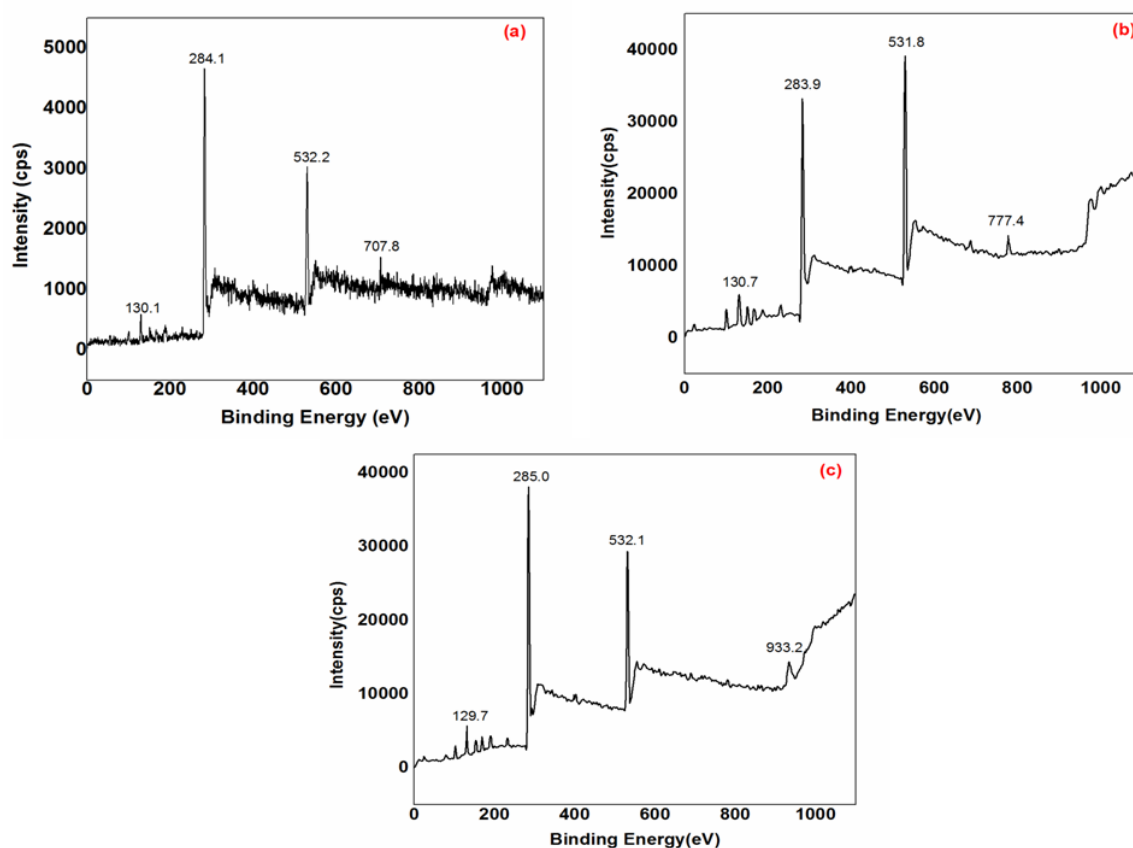 (a)
5000
4000
3000
2000
1000
0
284.1
532.2
707.8
130.1
0 200 400 600 800 1000
Intensity (cps)
Binding Energy (eV)
(b)
40000
30000
20000
10000
0
531.8
283.9
777.4
130.7
0 200 400 600 800 1000
Intensity(cps)
Binding Energy(eV)
(c)
40000
30000
20000
10000
0
285.0
532.1
933.2
129.7
0 200 400 600 800 1000
Intensity(cps)
Binding Energy(eV)